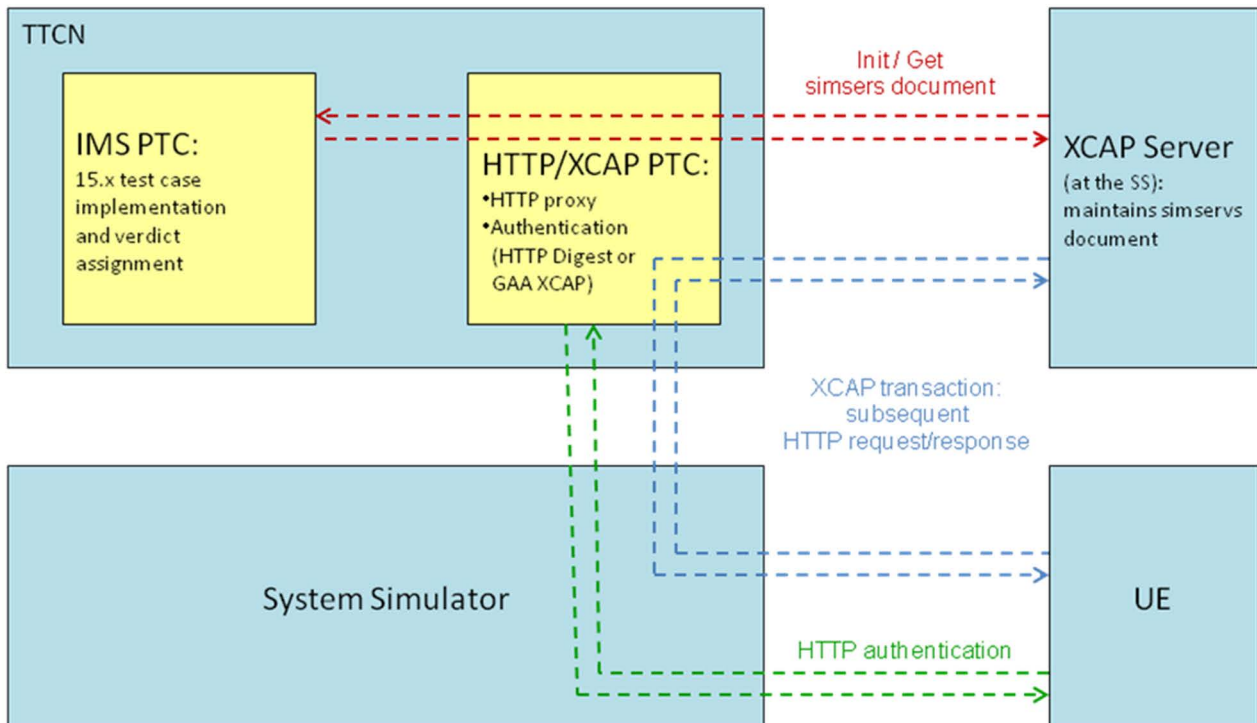 TTCN
IMS PTC:
15.x test case
implementation
and verdict
assignment
HTTP/XCAP PTC:
•HTTP proxy
•Authentication
(HTTP Digest or
GAA XCAP)
Init / Get
simsers document
XCAP Server
(at the SS):
maintains simservs
document
XCAP transaction:
subsequent
HTTP request/response
System Simulator
UE
HTTP authentication